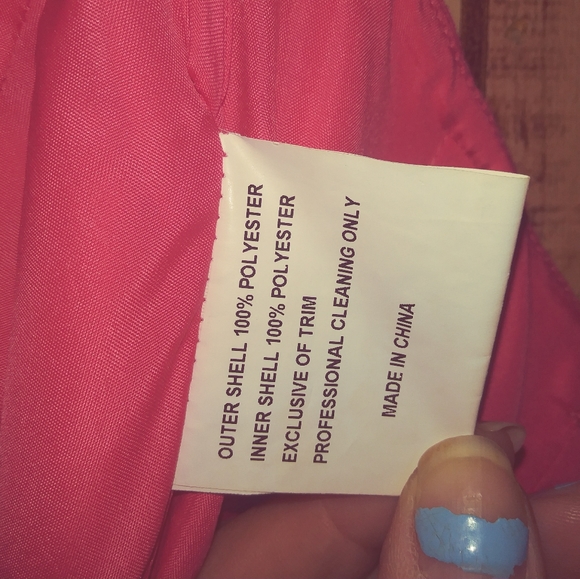 OUTER SHELL 100% POLYESTER
INNER SHELL 100% POLYESTER
EXCLUSIVE OF TRIM
PROFESSIONAL CLEANING ONLY
MADE IN CHINA